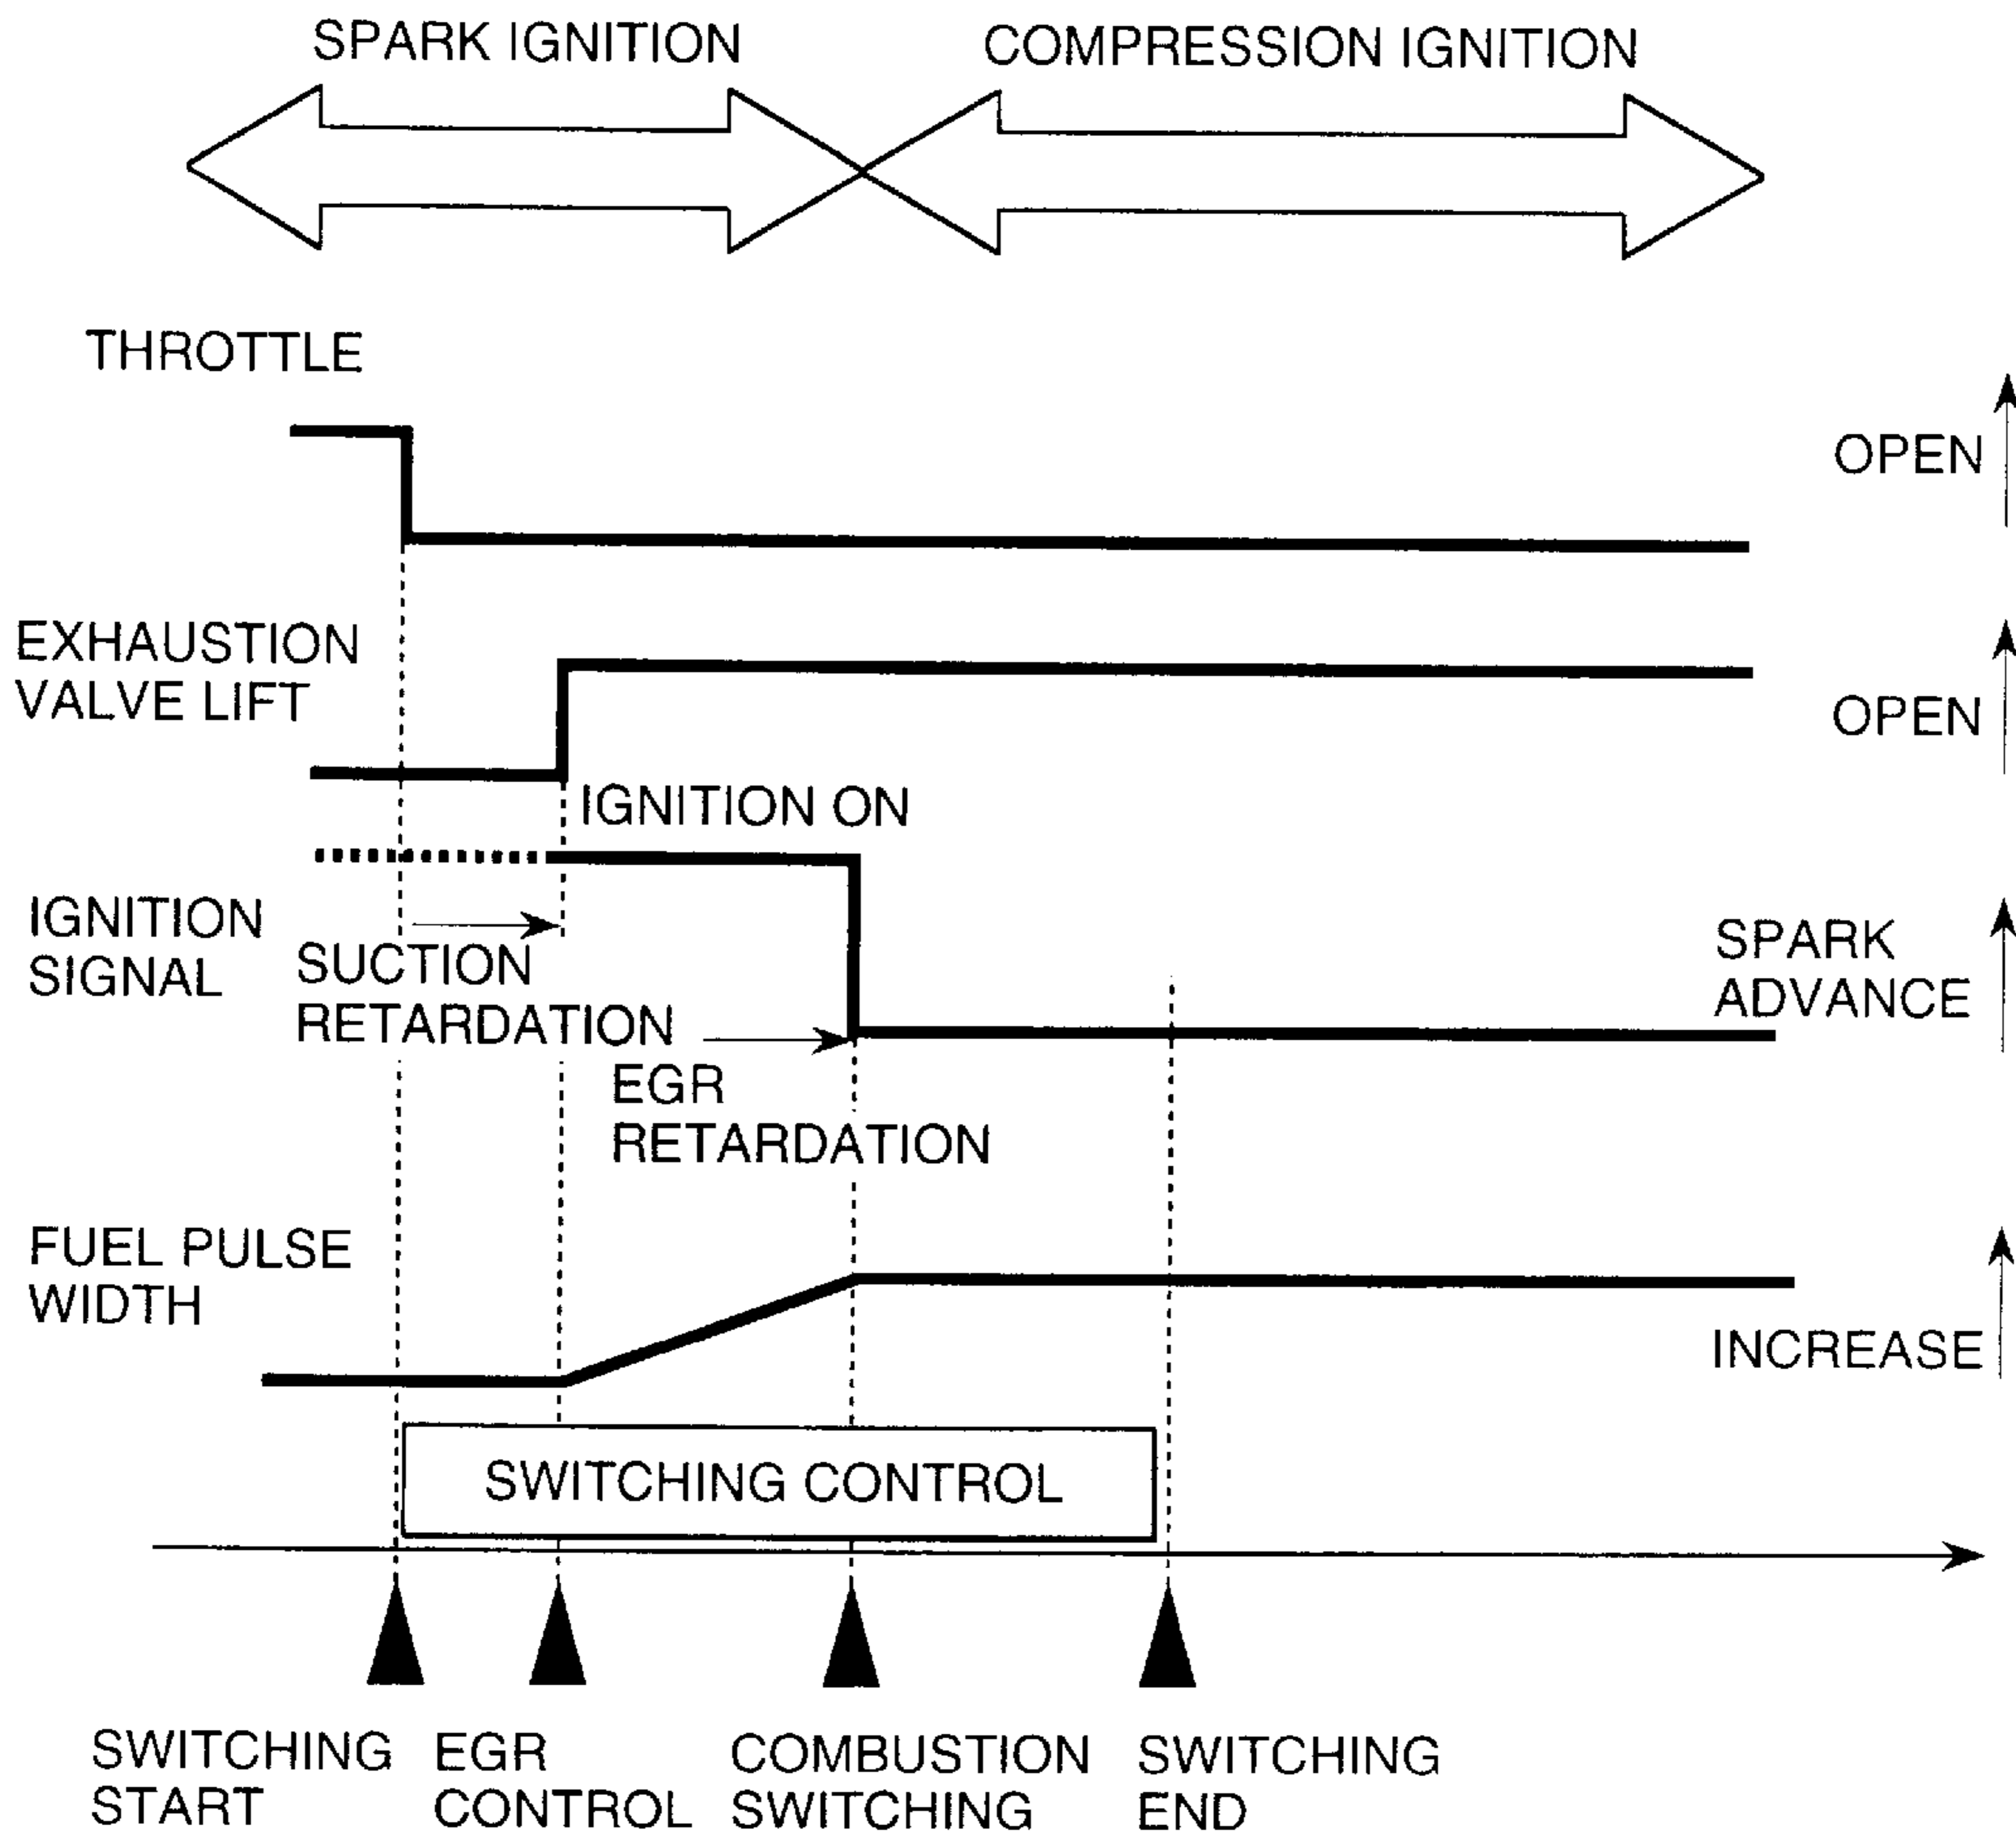 SPARK IGNITION
COMPRESSION IGNITION
THROTTLE
OPEN
EXHAUSTION
VALVE LIFT
OPEN
IGNITION ON
IGNITION
SIGNAL
SUCTION
RETARDATION
SPARK
ADVANCE
EGR
RETARDATION
FUEL PULSE
WIDTH
INCREASE
SWITCHING CONTROL
SWITCHING
START
EGR
CONTROL
COMBUSTION
SWITCHING
SWITCHING
END